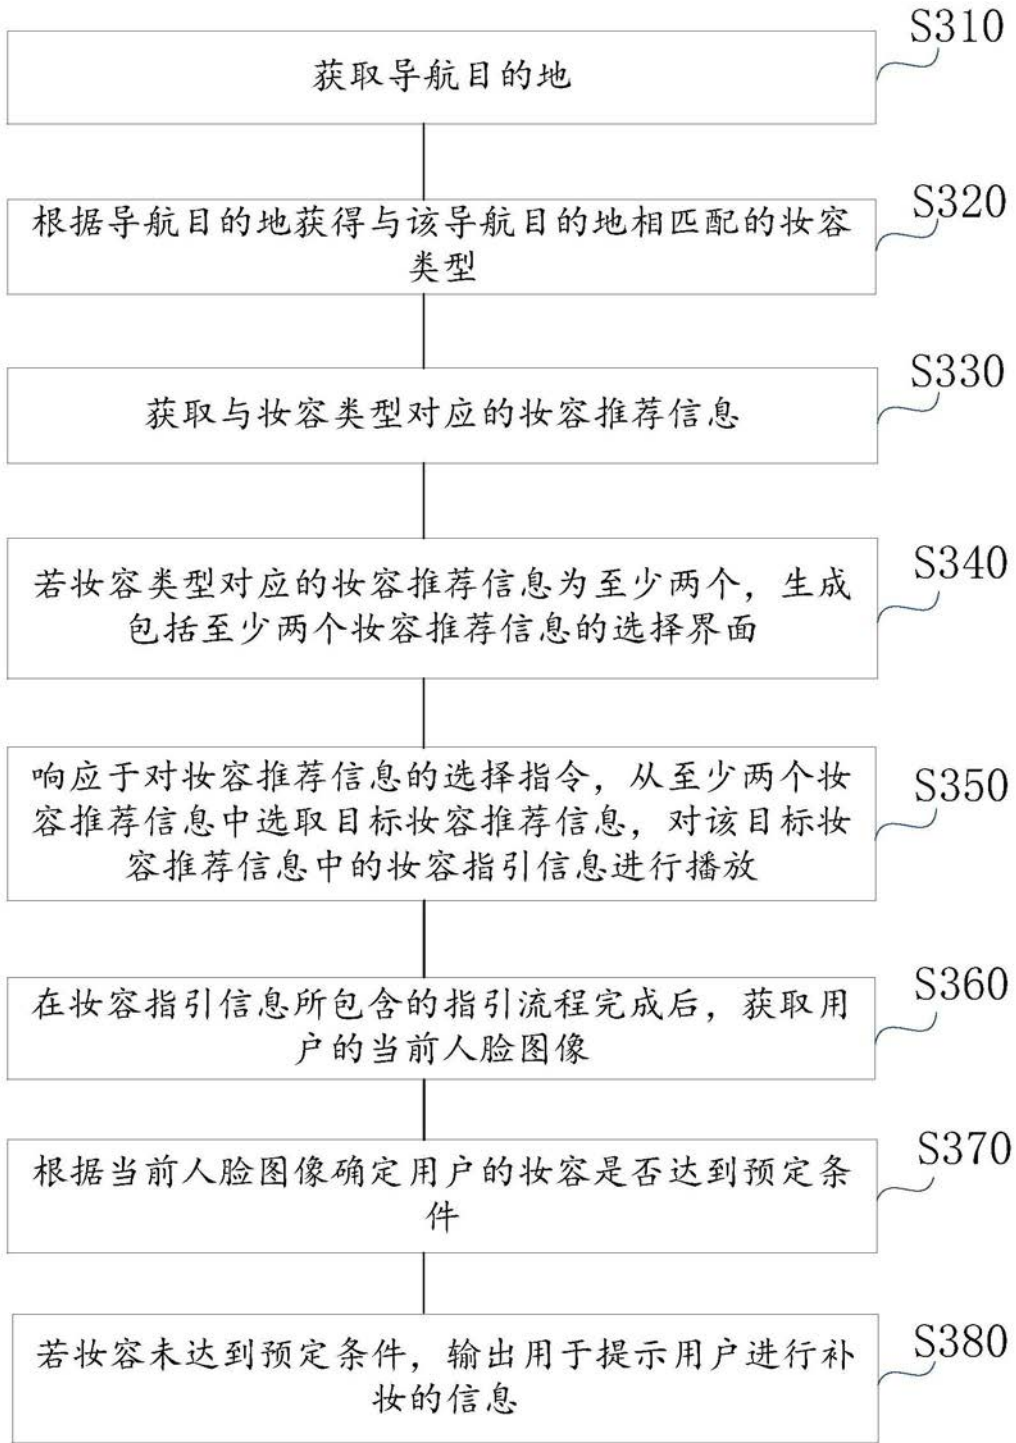 S310
获取导航目的地
S320
根据导航目的地获得与该导航目的地相匹配的妆容
类型
S330
获取与妆容类型对应的妆容推荐信息
S340
若妆容类型对应的妆容推荐信息为至少两个，生成
包括至少两个妆容推荐信息的选择界面
S350
响应于对妆容推荐信息的选择指令，从至少两个妆
容推荐信息中选取目标妆容推荐信息，对该目标妆
容推荐信息中的妆容指引信息进行播放
S360
在妆容指引信息所包含的指引流程完成后，获取用
户的当前人脸图像
S370
根据当前人脸图像确定用户的妆容是否达到预定条
件
S380
若妆容未达到预定条件，输出用于提示用户进行补
妆的信息